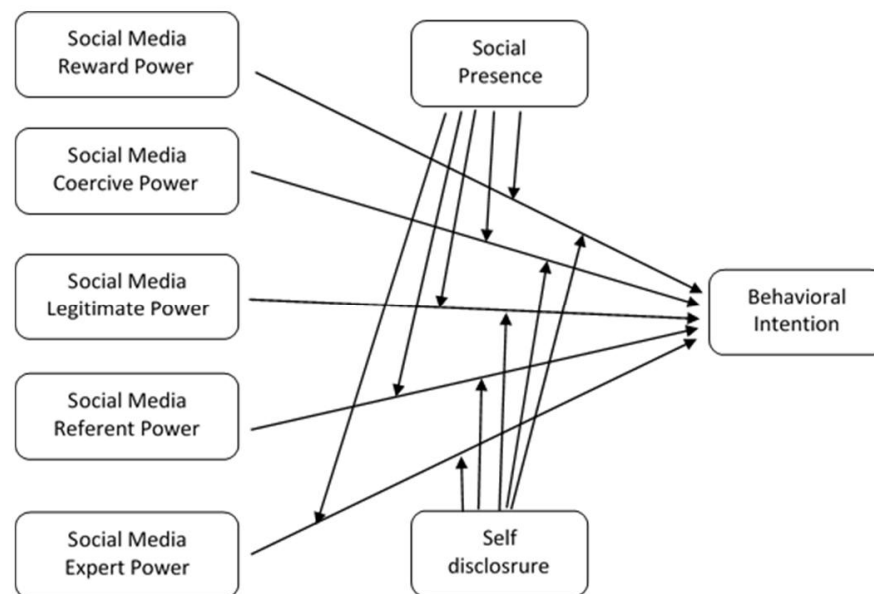 Social Media
Reward Power
Social
Presence
Social Media
Coercive Power
Social Media
Legitimate Power
Behavioral
Intention
Social Media
Referent Power
Social Media
Expert Power
Self
disclosrure